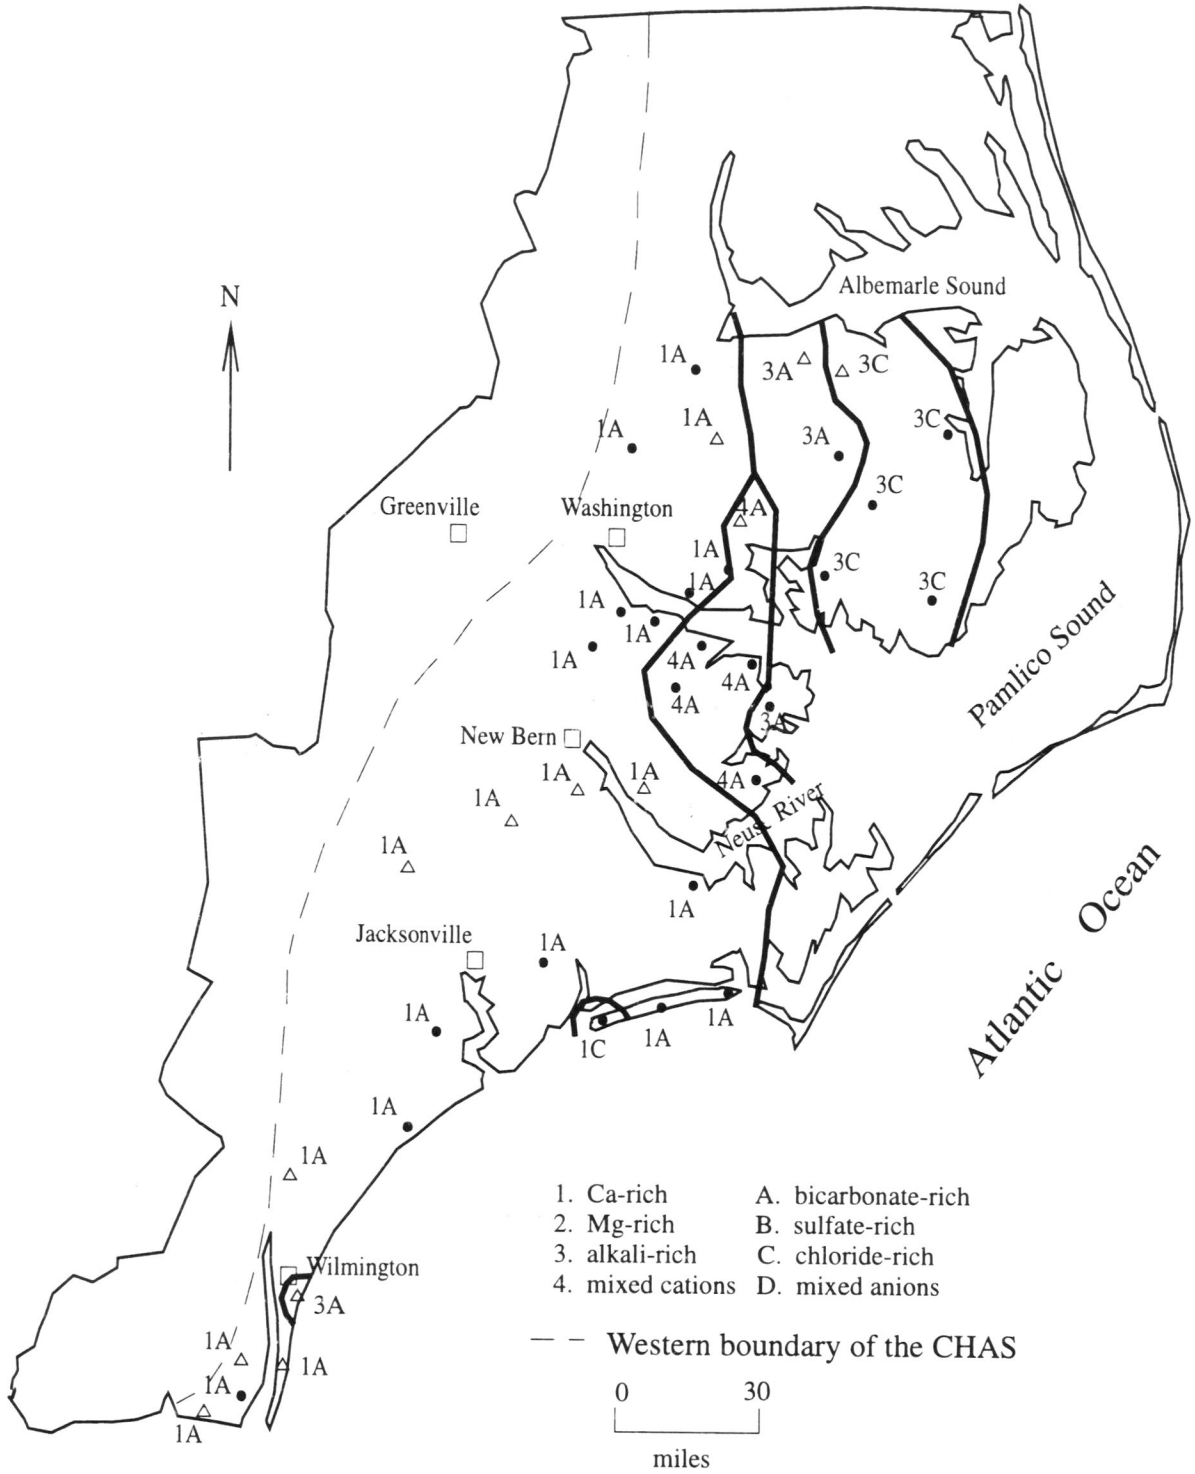 N
Albemarle Sound
1A
3A
3C
1A
1A
3A
3C
3C
Greenville
Washington
4A
1A
3C
1A
3C
1A
1A
1A
4A
4A
4A
3A
Pamlico Sound
New Bern
1A
1A
4A
1A
Neuse River
1A
1A
Atlantic Ocean
Jacksonville
1A
1A
1A
1A
1C
1A
1A
1. Ca-rich A. bicarbonate-rich
2. Mg-rich B. sulfate-rich
3. alkali-rich C. chloride-rich
4. mixed cations D. mixed anions
Wilmington
3A
Western boundary of the CHAS
1A
1A
1A
1A
0 30
miles